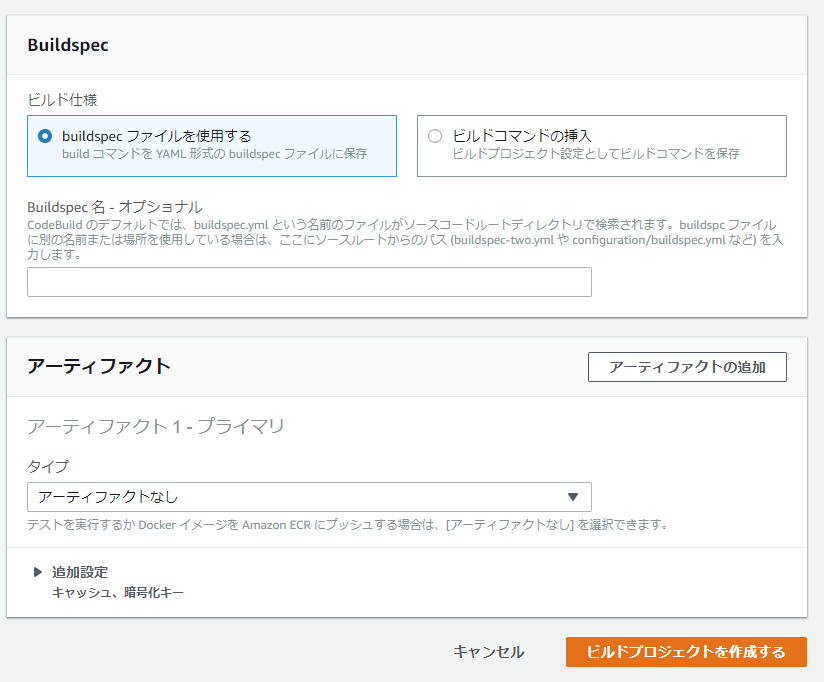 Buildspec
ビルド仕様
buildspec ファイルを使用する
build コマンドを YAML 形式の buildspec ファイルに保存
ビルドコマンドの挿入
ビルドプロジェクト設定としてビルドコマンドを保存
Buildspec 名 - オプショナル
CodeBuild のデフォルトでは、buildspec.yml という名前のファイルがソースコードルートディレクトリで検索されます。buildspc ファイル
に別の名前または場所を使用している場合は、ここにソースルートからのパス (buildspec-two.yml や configuration/buildspec.yml など) を入
力します。
アーティファクト
アーティファクトの追加
アーティファクト 1 - プライマリ
タイプ
アーティファクトなし
テストを実行するか Docker イメージを Amazon ECR にプッシュする場合は、[アーティファクトなし] を選択できます。
追加設定
キャッシュ、暗号化キー
キャンセル
ビルドプロジェクトを作成する